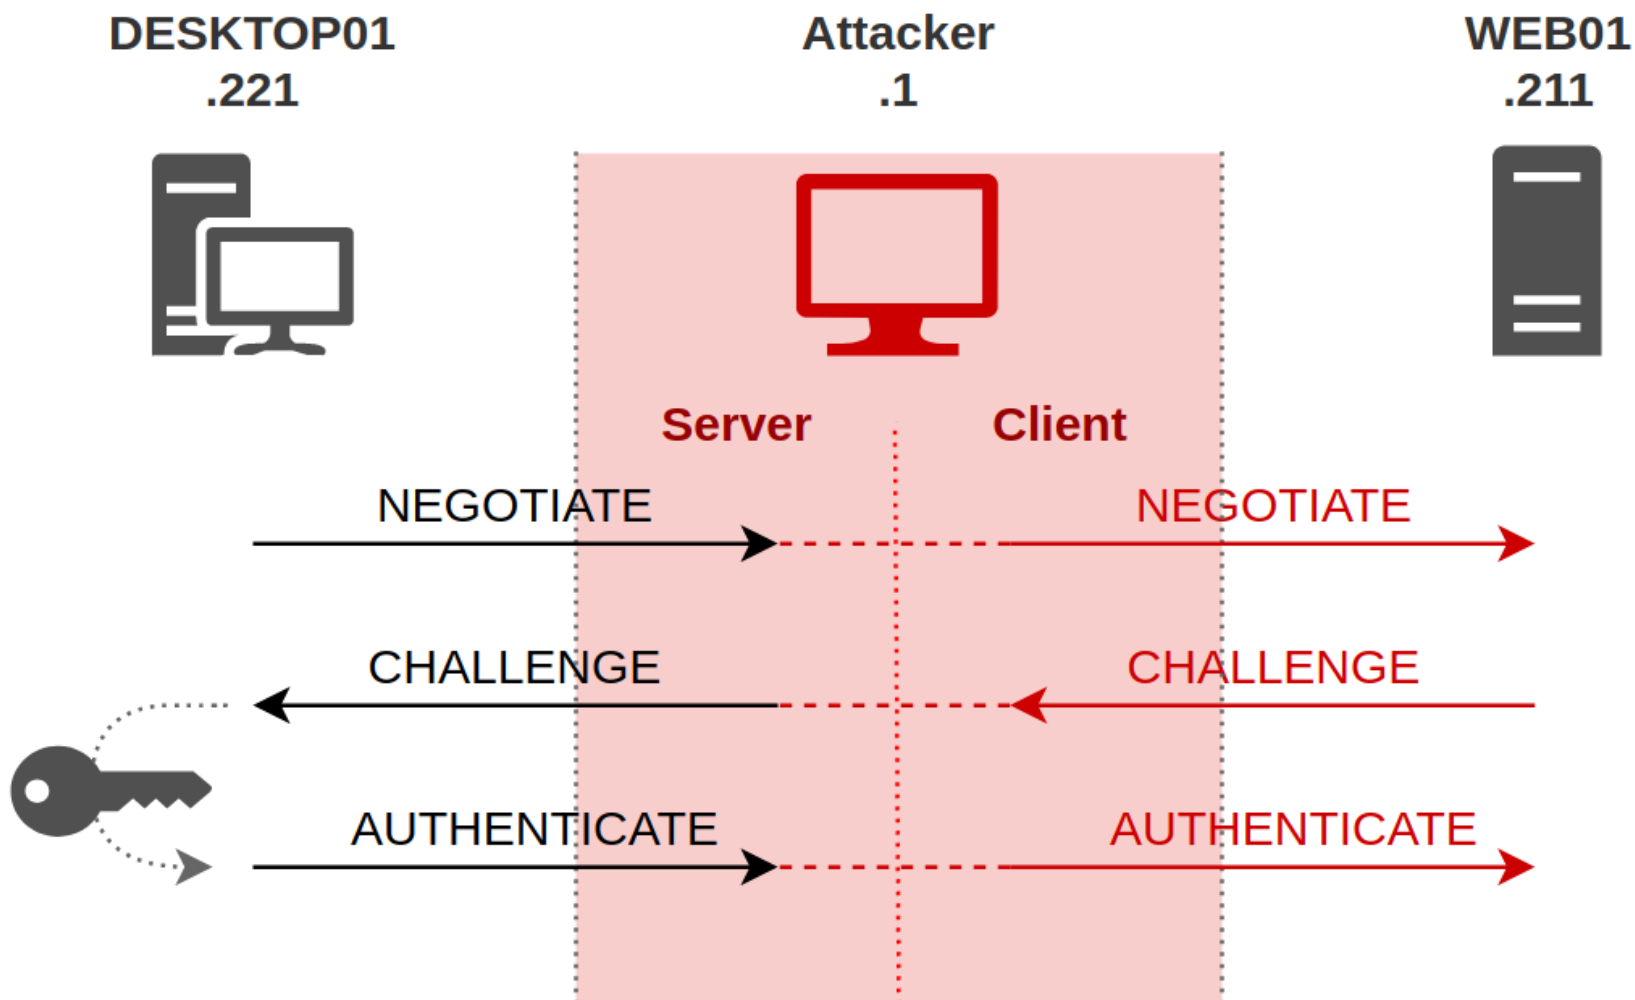 DESKTOP01
.221
Attacker
.1
WEB01
.211
Server
Client
NEGOTIATE
NEGOTIATE
CHALLENGE
CHALLENGE
AUTHENTICATE
AUTHENTICATE